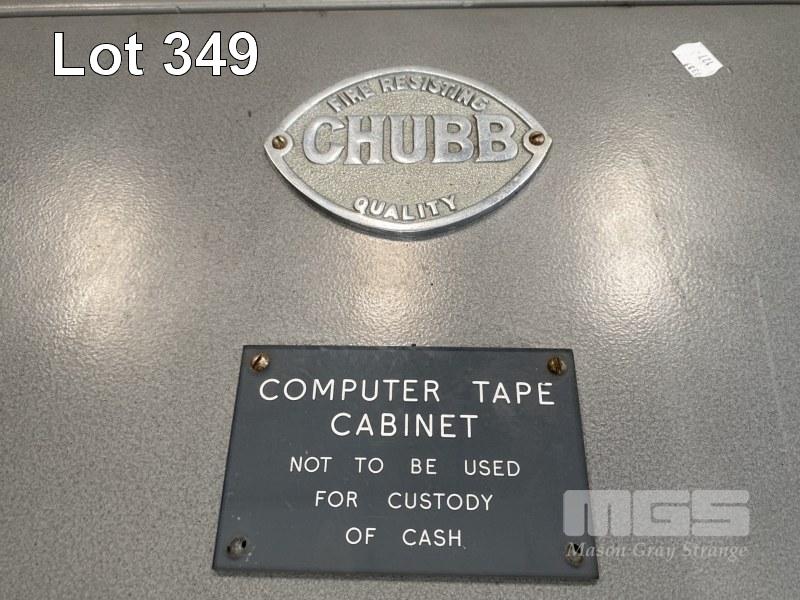 Lot 349
FIRE RESISTING
CHUBB
QUALITY
COMPUTER TAPE
CABINET
NOT TO BE USED
FOR CUSTODY
OF CASH
MGS
Mason Gray Strange